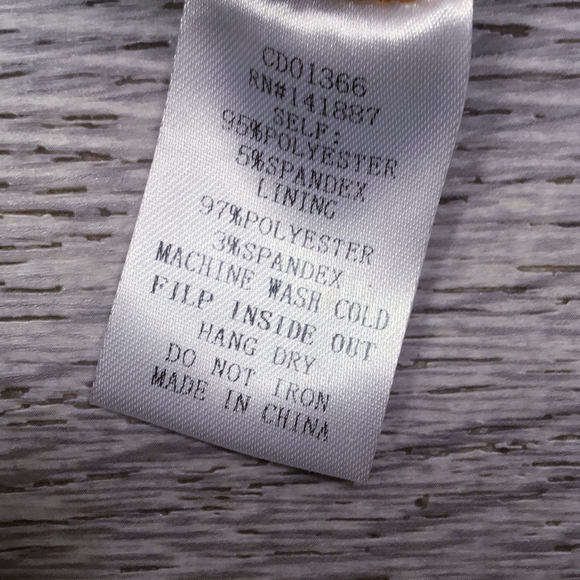 CD01366
RN#141887
SELF:
95%POLYESTER
5%SPANDEX
LINING
97%POLYESTER
3%SPANDEX
MACHINE WASH COLD
FILP INSIDE OUT
HANG DRY
DO NOT IRON
MADE IN CHINA